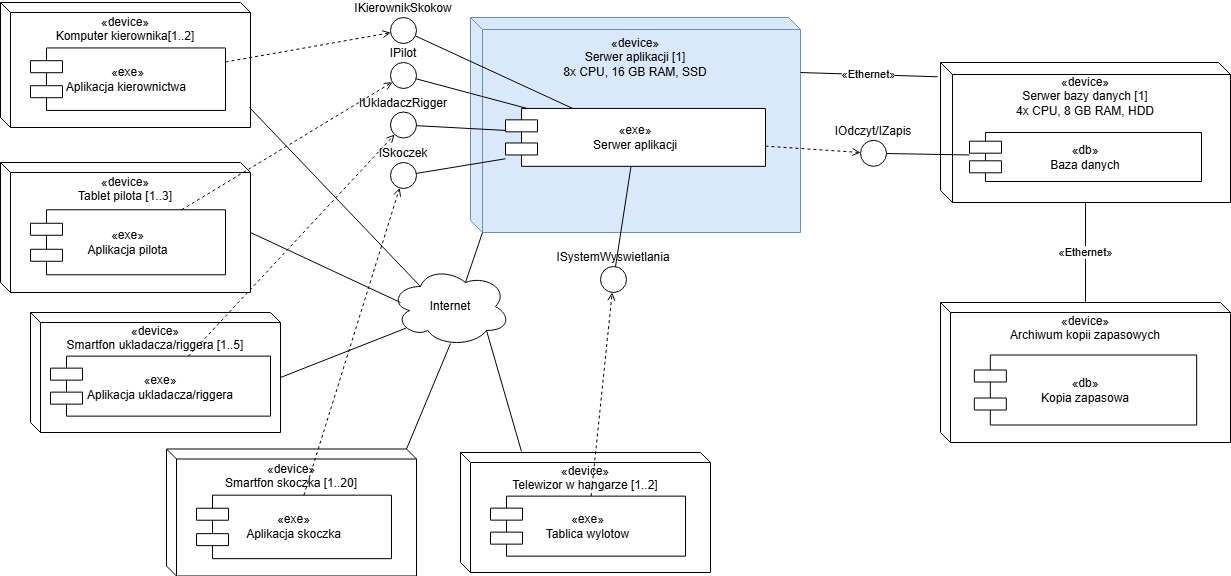 IKierownikSkokow
«device»
Komputer kierownika[1..2]
«exe»
Aplikacja kierownictwa
IPilot
IUkladaczRigger
ISkoczek
«device»
Serwer aplikacji [1]
8x CPU, 16 GB RAM, SSD
«exe»
Serwer aplikacji
«Ethernet»
«device»
Serwer bazy danych [1]
4x CPU, 8 GB RAM, HDD
IOdczyt/IZapis
«db»
Baza danych
«device»
Tablet pilota [1..3]
«exe»
Aplikacja pilota
ISystemWyswietlania
«Ethernet»
Internet
«device»
Smartfon ukladacza/riggera [1..5]
«exe»
Aplikacja ukladacza/riggera
«device»
Archiwum kopii zapasowych
«db»
Kopia zapasowa
«device»
Smartfon skoczka [1..20]
«exe»
Aplikacja skoczka
«device»
Telewizor w hangarze [1..2]
«exe»
Tablica wylotow